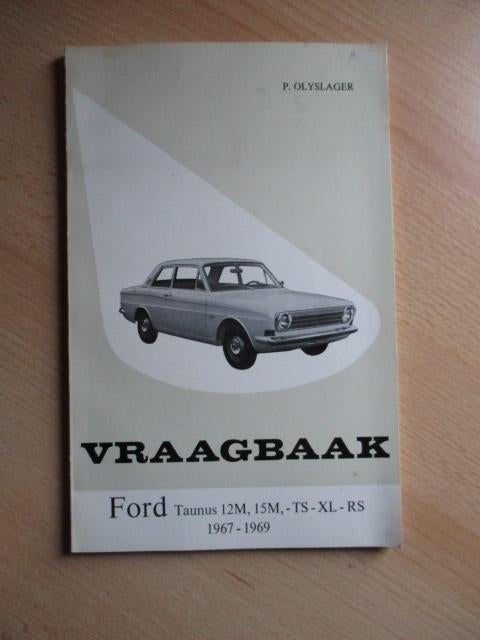 P. OLYSLAGER
VRAAGBAAK
Ford Taunus 12M, 15M, -TS - XL - RS
1967 - 1969